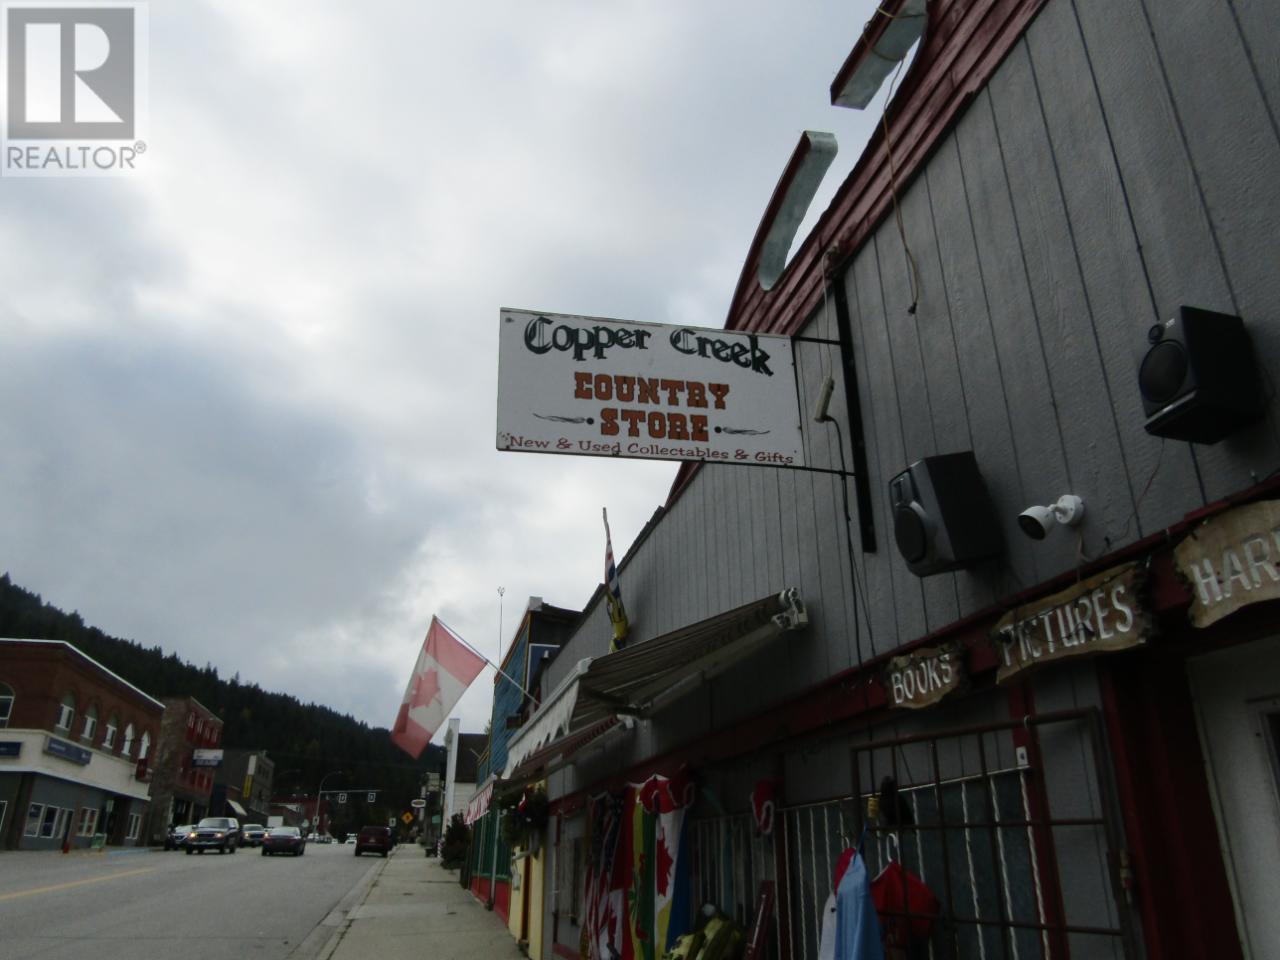 REALTOR®
Copper Creek
COUNTRY
STORE
New & Used Collectables & Gifts
BOOKS
PICTURES